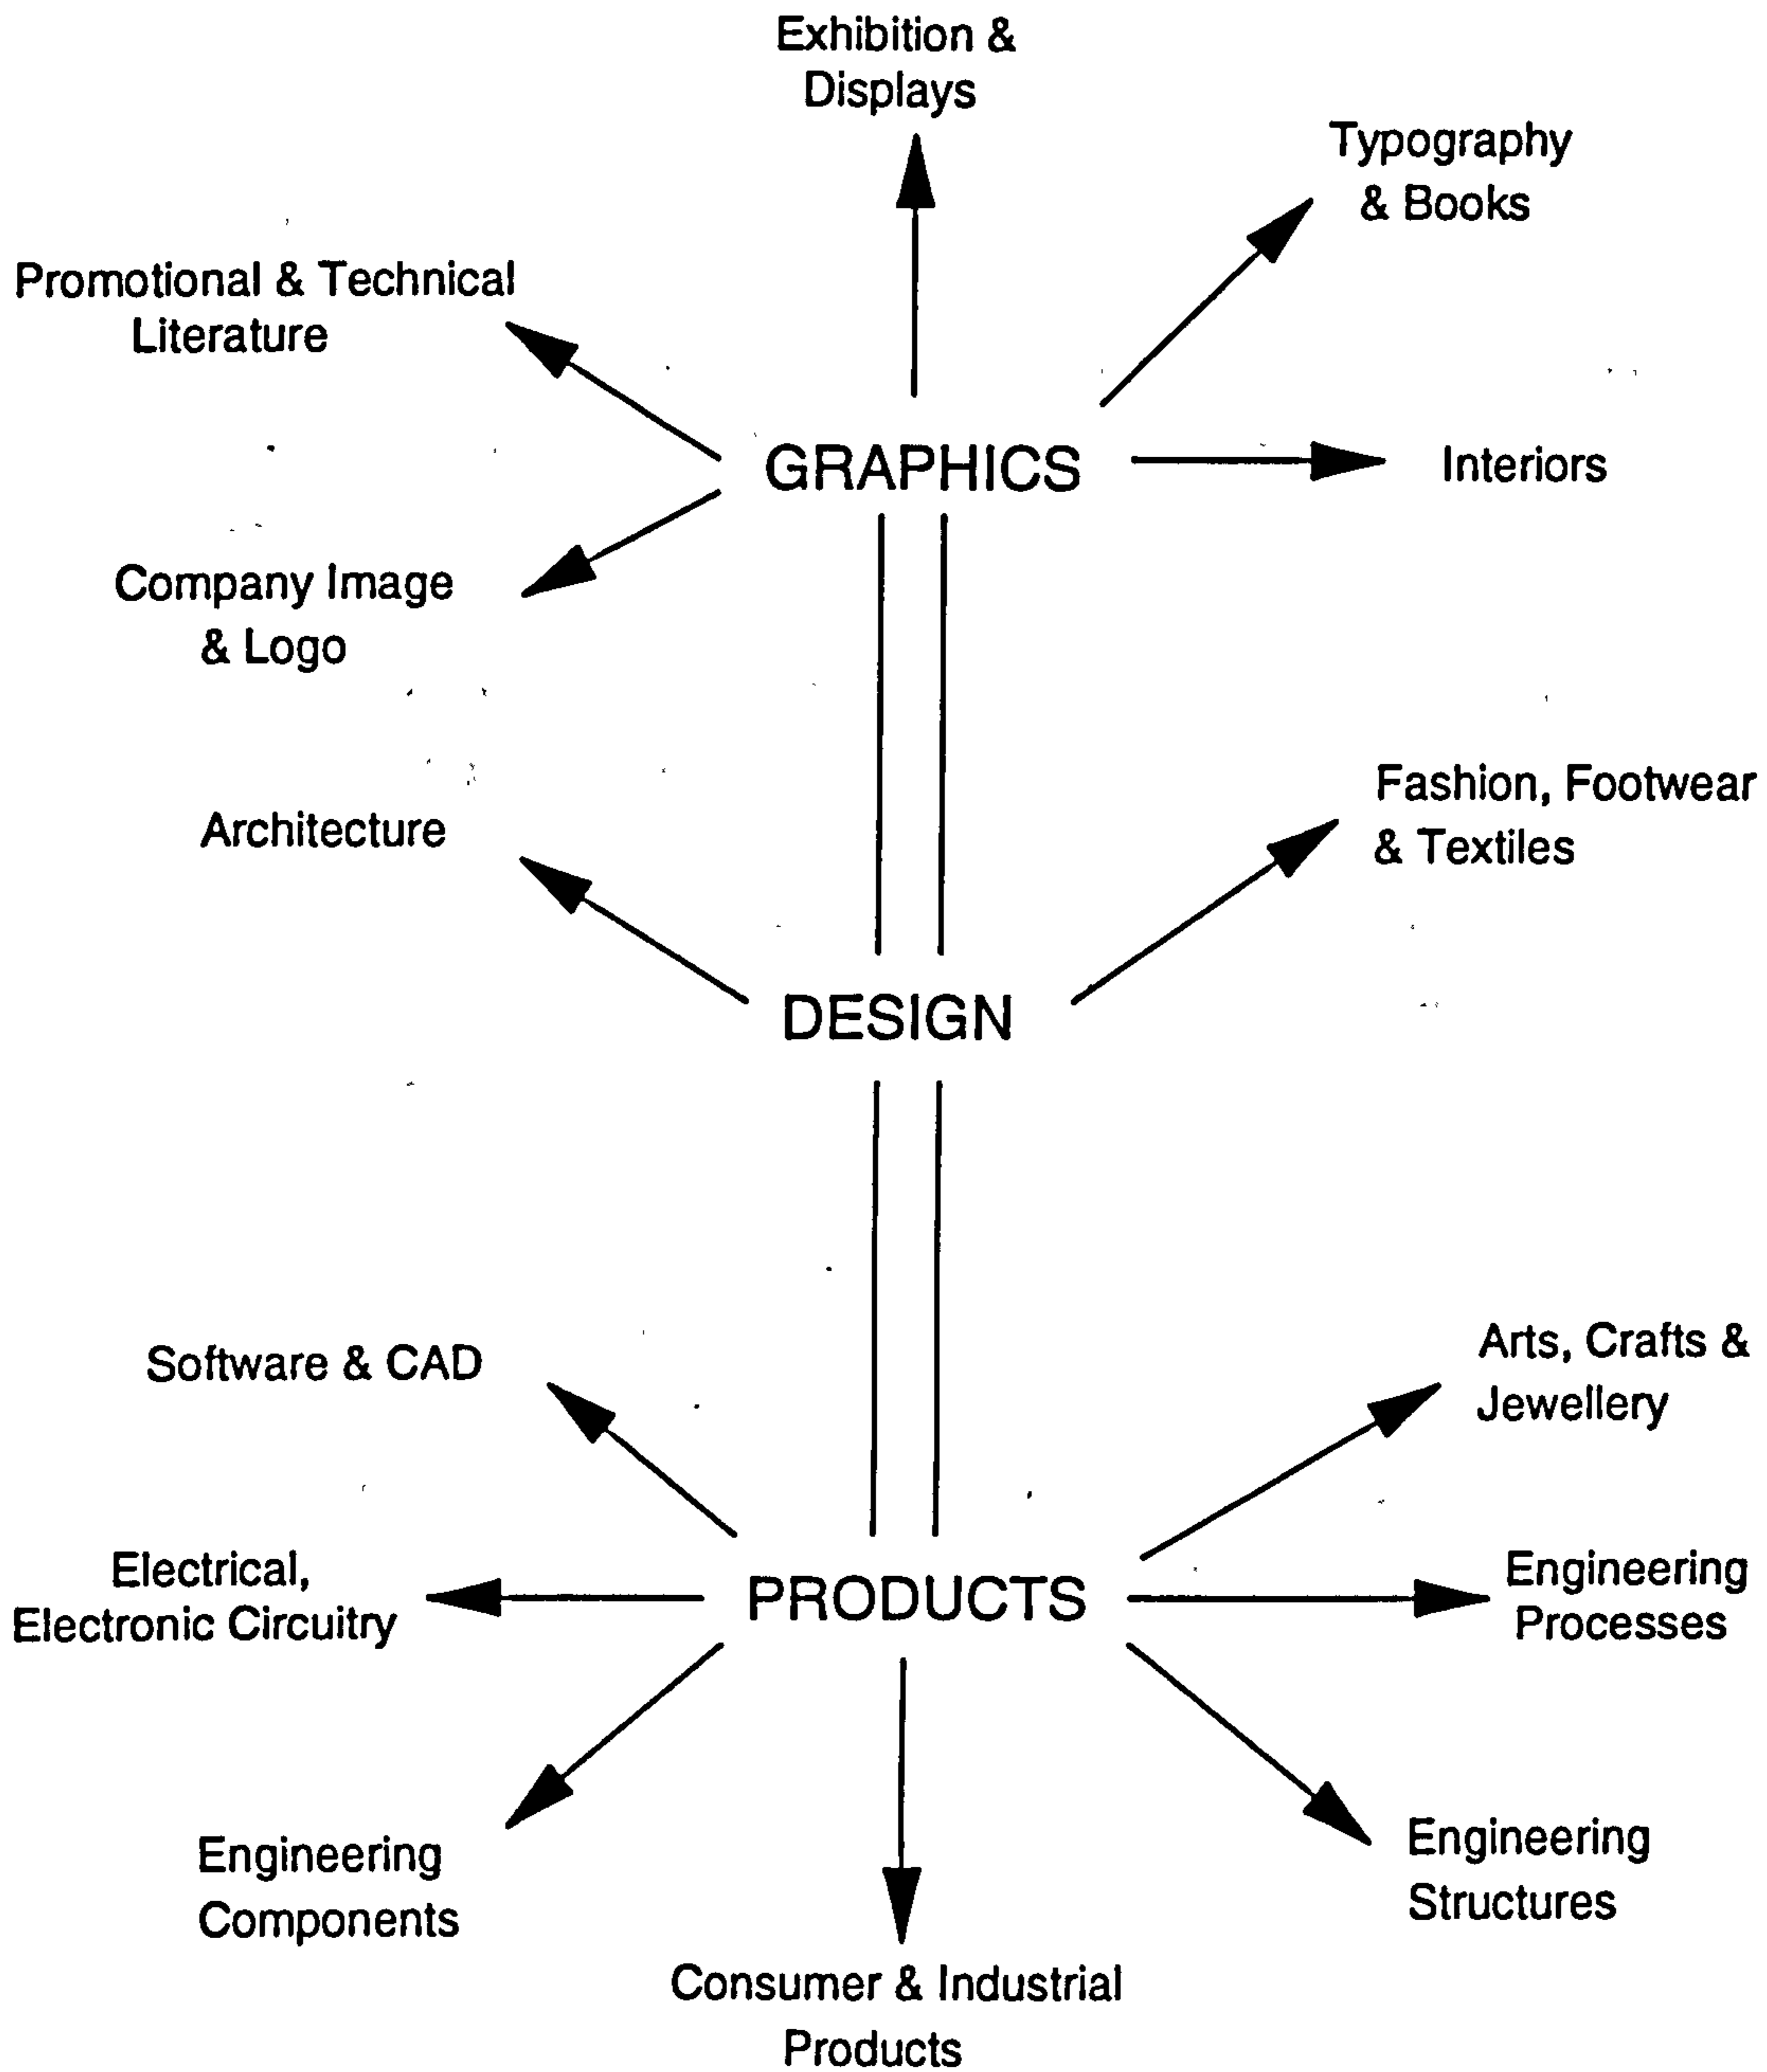 Exhibition &
Displays
Typography
& Books
Promotional & Technical
Literature
GRAPHICS
Interiors
Company Image
& Logo
Fashion, Footwear
& Textiles
Architecture
DESIGN
Software & CAD
Arts, Crafts &
Jewellery
Electrical,
Electronic Circuitry
PRODUCTS
Engineering
Processes
Engineering
Components
Engineering
Structures
Consumer & Industrial
Products